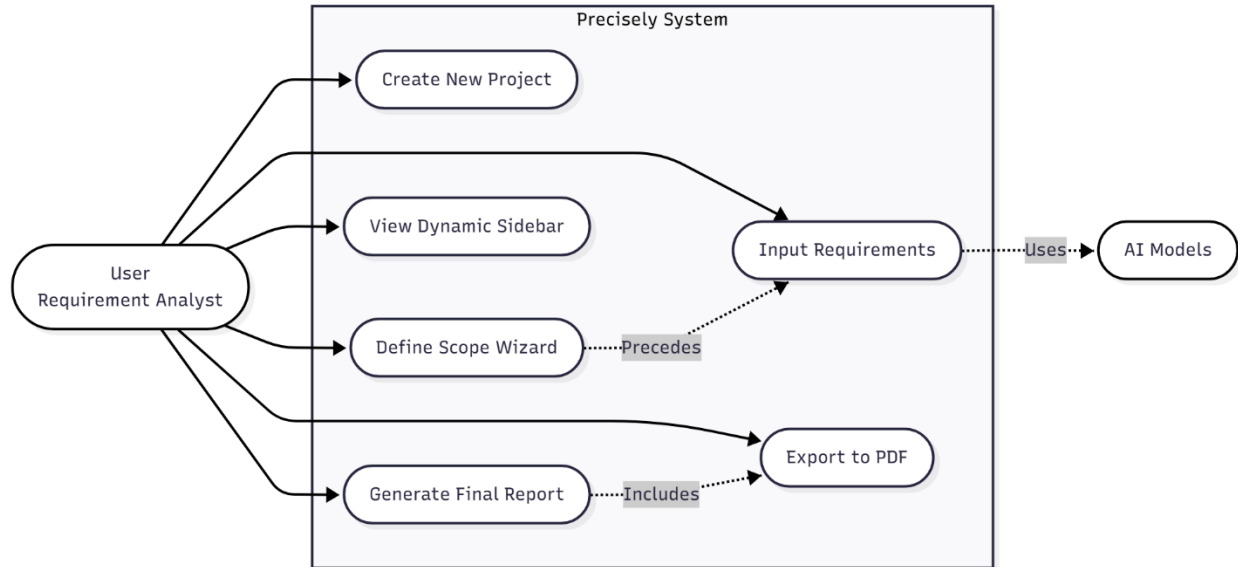 Precisely System
Create New Project
View Dynamic Sidebar
Input Requirements
Uses
AI Models
User
Requirement Analyst
Define Scope Wizard
Precedes
Export to PDF
Generate Final Report
Includes